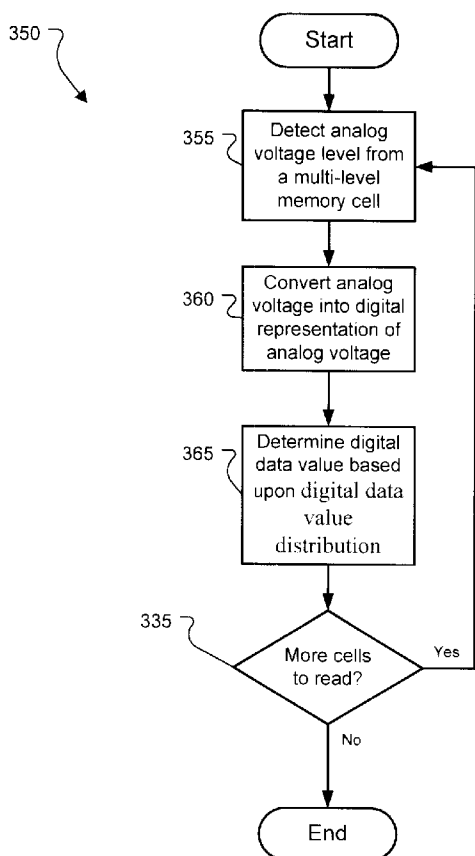 350
Start
355
Detect analog
voltage level from
a multi-level
memory cell
360
Convert analog
voltage into digital
representation of
analog voltage
365
Determine digital
data value based
upon digital data
value
distribution
335
More cells
to read?
Yes
No
End